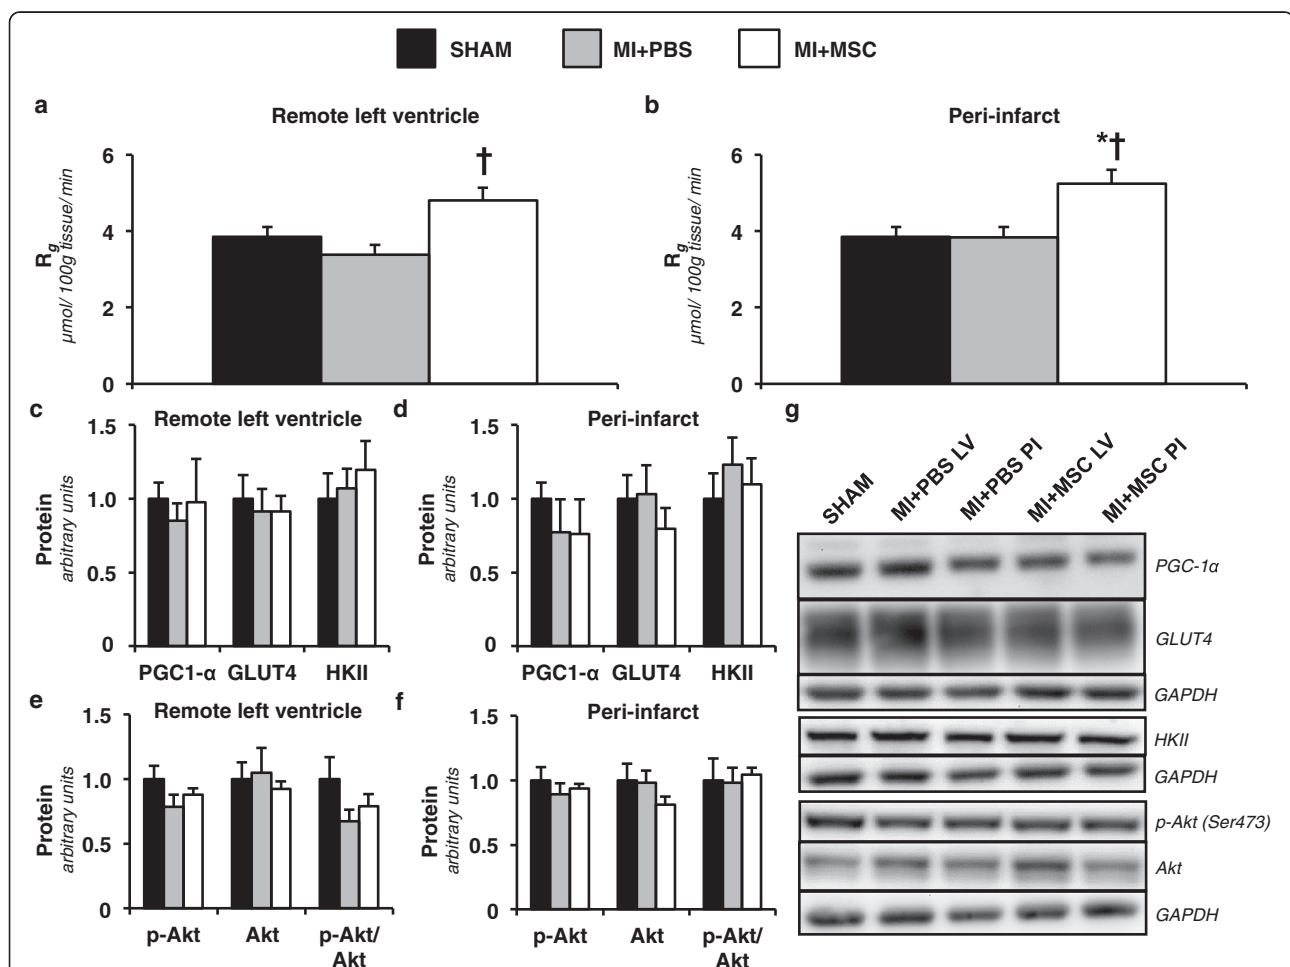 SHAM MI+PBS MI+MSC
a Remote left ventricle
†
6
4
2
0
Rg
µmol/ 100g tissue/ min
b Peri-infarct
*†
6
4
2
0
Rg
µmol/ 100g tissue/ min
c Remote left ventricle
1.5
1.0
0.5
0
Protein
arbitrary units
PGC1-α GLUT4 HKII
d Peri-infarct
1.5
1.0
0.5
0
Protein
arbitrary units
PGC1-α GLUT4 HKII
e Remote left ventricle
1.5
1.0
0.5
0
Protein
arbitrary units
p-Akt Akt p-Akt/
Akt
f Peri-infarct
1.5
1.0
0.5
0
Protein
arbitrary units
p-Akt Akt p-Akt/
Akt
g
SHAM
MI+PBS LV
MI+PBS PI
MI+MSC LV
MI+MSC PI
PGC-1α
GLUT4
GAPDH
HKII
GAPDH
p-Akt (Ser473)
Akt
GAPDH